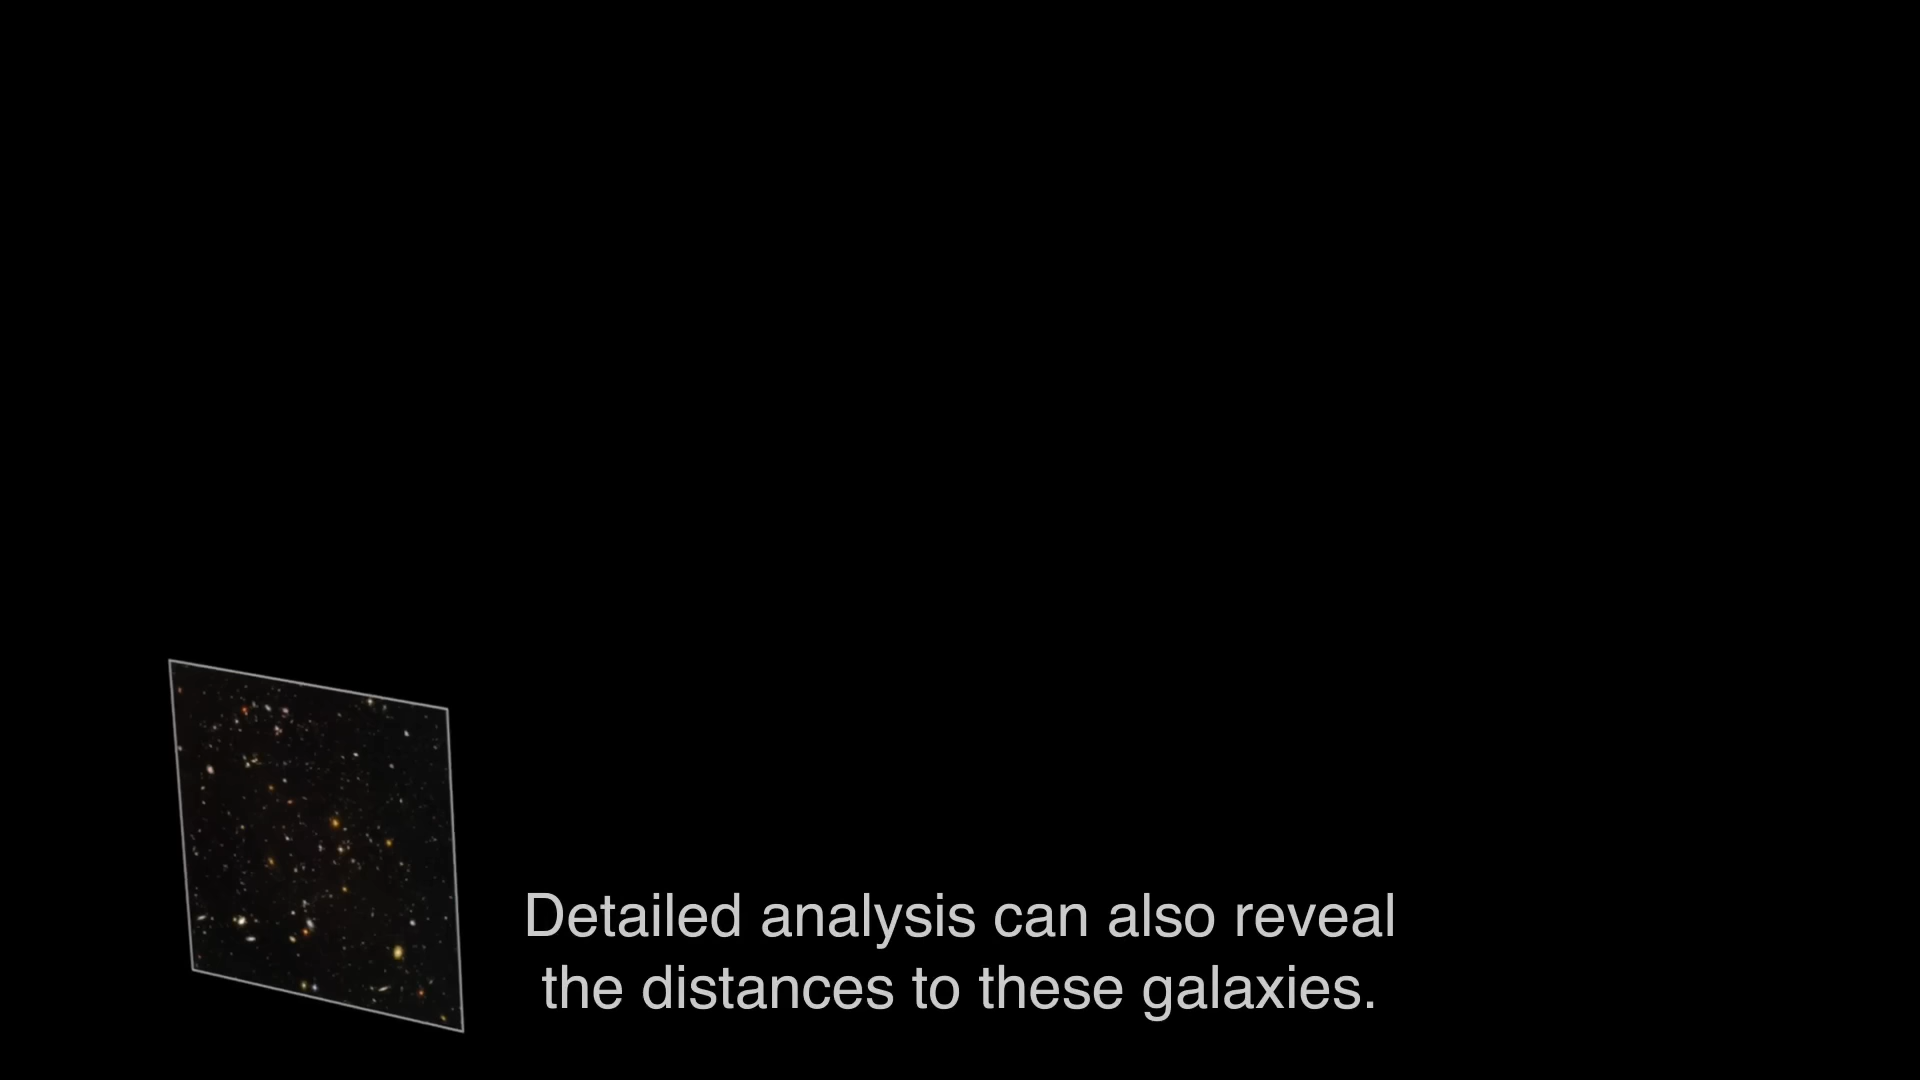 Detailed analysis can also reveal
the distances to these galaxies.